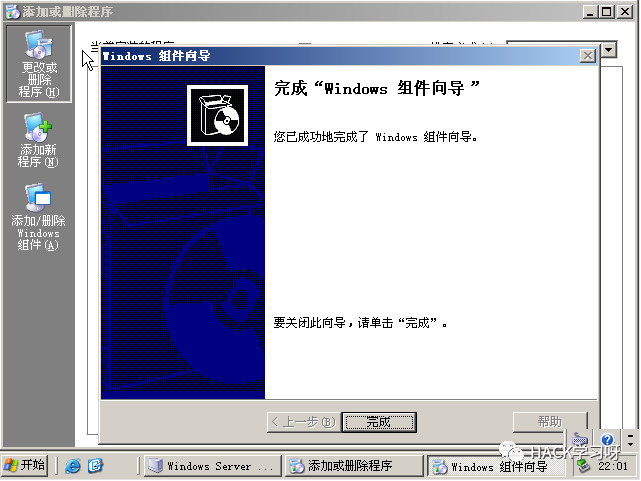 添加或删除程序
更改或
删除
程序(H)
添加新
程序(N)
添加/删除
Windows
组件(A)
Windows 组件向导
完成“Windows 组件向导 ”
您已成功地完成了 Windows 组件向导。
要关闭此向导，请单击“完成”。
< 上一步(B)
完成
帮助
开始
Windows Server ...
添加或删除程序
Windows 组件向导
22:01
HACK学习呀